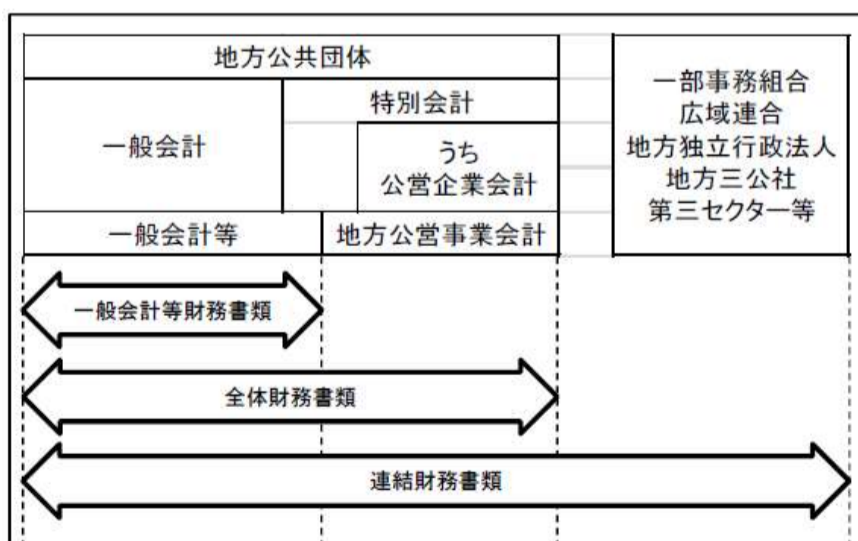 地方公共団体
一般会計
特別会計
うち
公営企業会計
一般会計等
地方公営事業会計
一部事務組合
広域連合
地方独立行政法人
地方三公社
第三セクター等
一般会計等財務書類
全体財務書類
連結財務書類